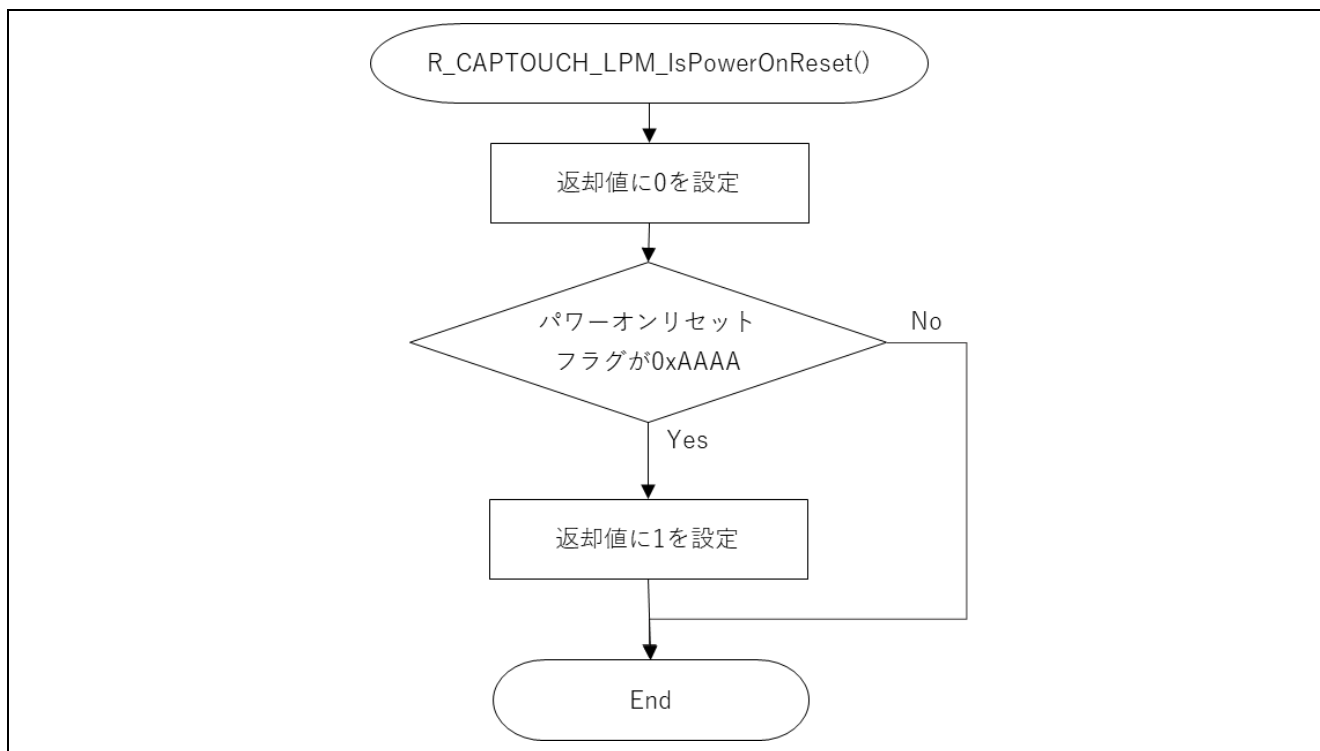 R_CAPTOUCH_LPM_IsPowerOnReset()
返却値に0を設定
パワーオンリセット
フラグが0xAAAA
No
Yes
返却値に1を設定
End